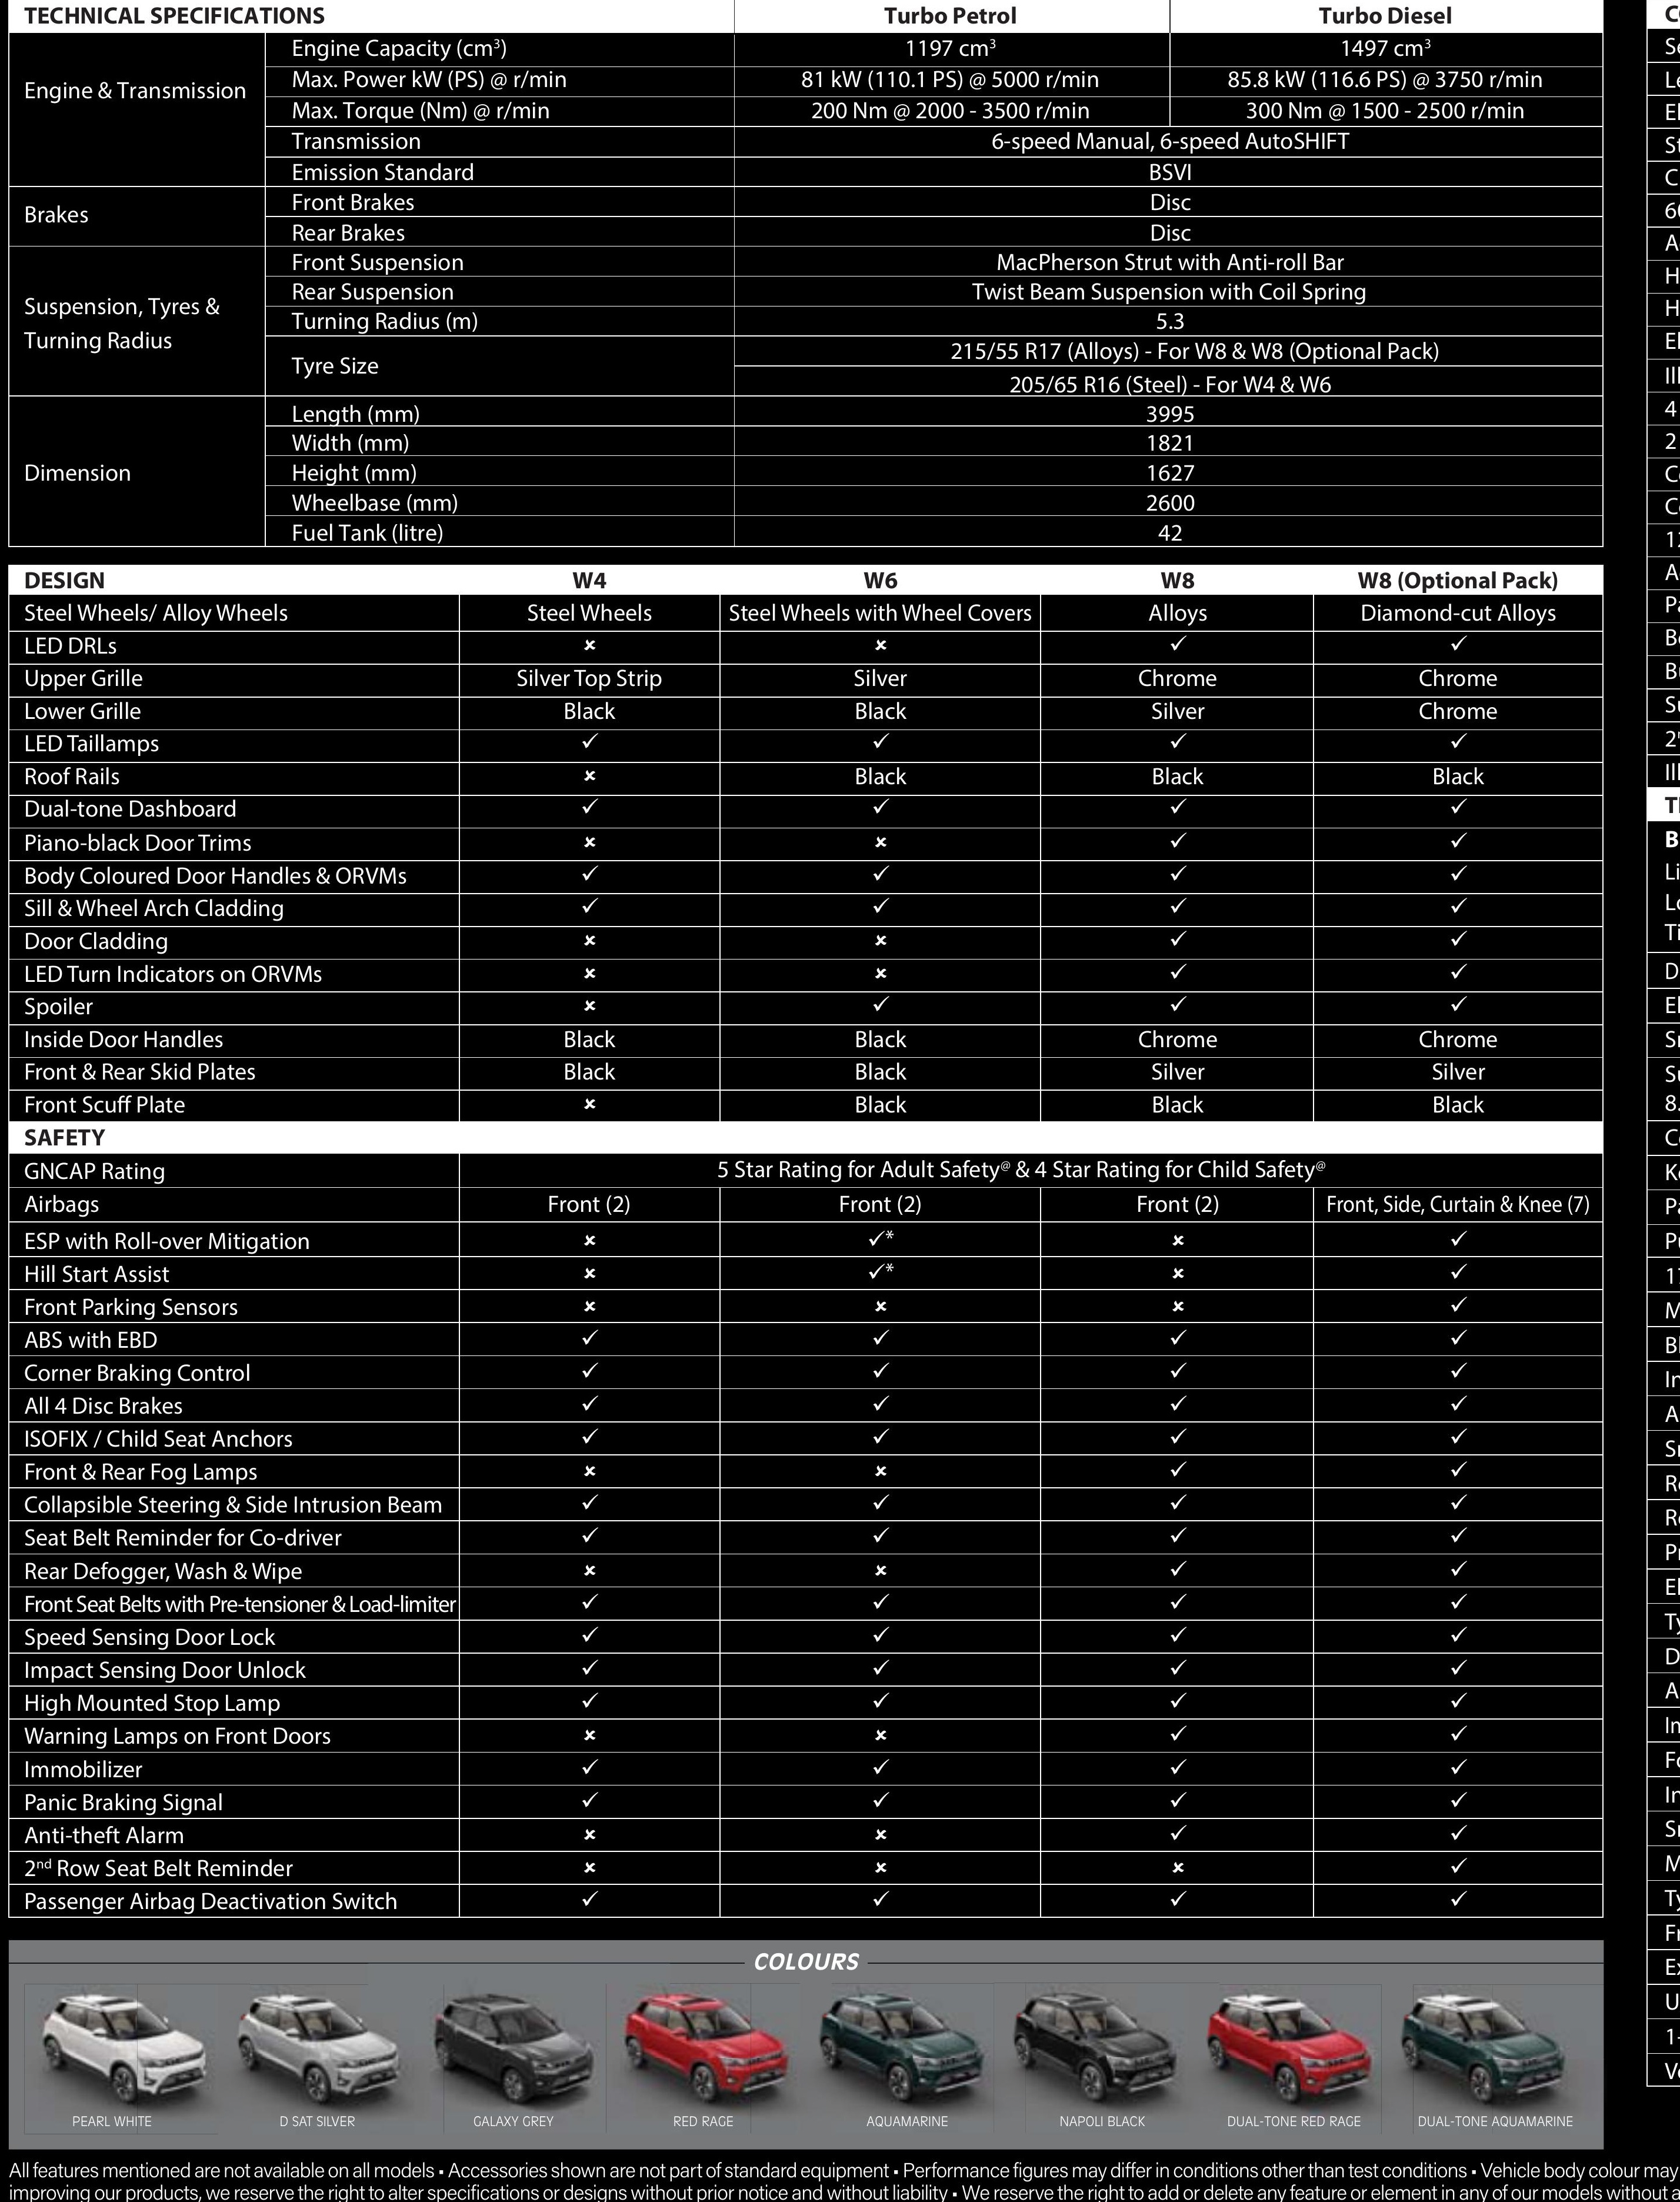 TECHNICAL SPECIFICATIONS Turbo Petrol Turbo Diesel
Engine & Transmission
Engine Capacity (cm³) 1197 cm³ 1497 cm³
Max. Power kW (PS) @ r/min 81 kW (110.1 PS) @ 5000 r/min 85.8 kW (116.6 PS) @ 3750 r/min
Max. Torque (Nm) @ r/min 200 Nm @ 2000 - 3500 r/min 300 Nm @ 1500 - 2500 r/min
Transmission 6-speed Manual, 6-speed AutoSHIFT
Emission Standard BSVI
Brakes
Front Brakes Disc
Rear Brakes Disc
Suspension, Tyres &
Turning Radius
Front Suspension MacPherson Strut with Anti-roll Bar
Rear Suspension Twist Beam Suspension with Coil Spring
Turning Radius (m) 5.3
Tyre Size 215/55 R17 (Alloys) - For W8 & W8 (Optional Pack)
205/65 R16 (Steel) - For W4 & W6
Dimension
Length (mm) 3995
Width (mm) 1821
Height (mm) 1627
Wheelbase (mm) 2600
Fuel Tank (litre) 42
DESIGN W4 W6 W8 W8 (Optional Pack)
Steel Wheels/ Alloy Wheels Steel Wheels Steel Wheels with Wheel Covers Alloys Diamond-cut Alloys
LED DRLs × × ✓ ✓
Upper Grille Silver Top Strip Silver Chrome Chrome
Lower Grille Black Black Silver Chrome
LED Taillamps ✓ ✓ ✓ ✓
Roof Rails × Black Black Black
Dual-tone Dashboard ✓ ✓ ✓ ✓
Piano-black Door Trims × × ✓ ✓
Body Coloured Door Handles & ORVMs ✓ ✓ ✓ ✓
Sill & Wheel Arch Cladding ✓ ✓ ✓ ✓
Door Cladding × × ✓ ✓
LED Turn Indicators on ORVMs × × ✓ ✓
Spoiler × ✓ ✓ ✓
Inside Door Handles Black Black Chrome Chrome
Front & Rear Skid Plates Black Black Silver Silver
Front Scuff Plate × Black Black Black
SAFETY
GNCAP Rating 5 Star Rating for Adult Safety@ & 4 Star Rating for Child Safety@
Airbags Front (2) Front (2) Front (2) Front, Side, Curtain & Knee (7)
ESP with Roll-over Mitigation × ✓* × ✓
Hill Start Assist × ✓* × ✓
Front Parking Sensors × × × ✓
ABS with EBD ✓ ✓ ✓ ✓
Corner Braking Control ✓ ✓ ✓ ✓
All 4 Disc Brakes ✓ ✓ ✓ ✓
ISOFIX / Child Seat Anchors ✓ ✓ ✓ ✓
Front & Rear Fog Lamps × × ✓ ✓
Collapsible Steering & Side Intrusion Beam ✓ ✓ ✓ ✓
Seat Belt Reminder for Co-driver ✓ ✓ ✓ ✓
Rear Defogger, Wash & Wipe × × ✓ ✓
Front Seat Belts with Pre-tensioner & Load-limiter ✓ ✓ ✓ ✓
Speed Sensing Door Lock ✓ ✓ ✓ ✓
Impact Sensing Door Unlock ✓ ✓ ✓ ✓
High Mounted Stop Lamp ✓ ✓ ✓ ✓
Warning Lamps on Front Doors × × ✓ ✓
Immobilizer ✓ ✓ ✓ ✓
Panic Braking Signal ✓ ✓ ✓ ✓
Anti-theft Alarm × × ✓ ✓
2nd Row Seat Belt Reminder × × × ✓
Passenger Airbag Deactivation Switch ✓ ✓ ✓ ✓
COLOURS
PEARL WHITE D SAT SILVER GALAXY GREY RED RAGE AQUAMARINE NAPOLI BLACK DUAL-TONE RED RAGE DUAL-TONE AQUAMARINE
All features mentioned are not available on all models • Accessories shown are not part of standard equipment • Performance figures may differ in conditions other than test conditions • Vehicle body colour may
improving our products, we reserve the right to alter specifications or designs without prior notice and without liability • We reserve the right to add or delete any feature or element in any of our models without